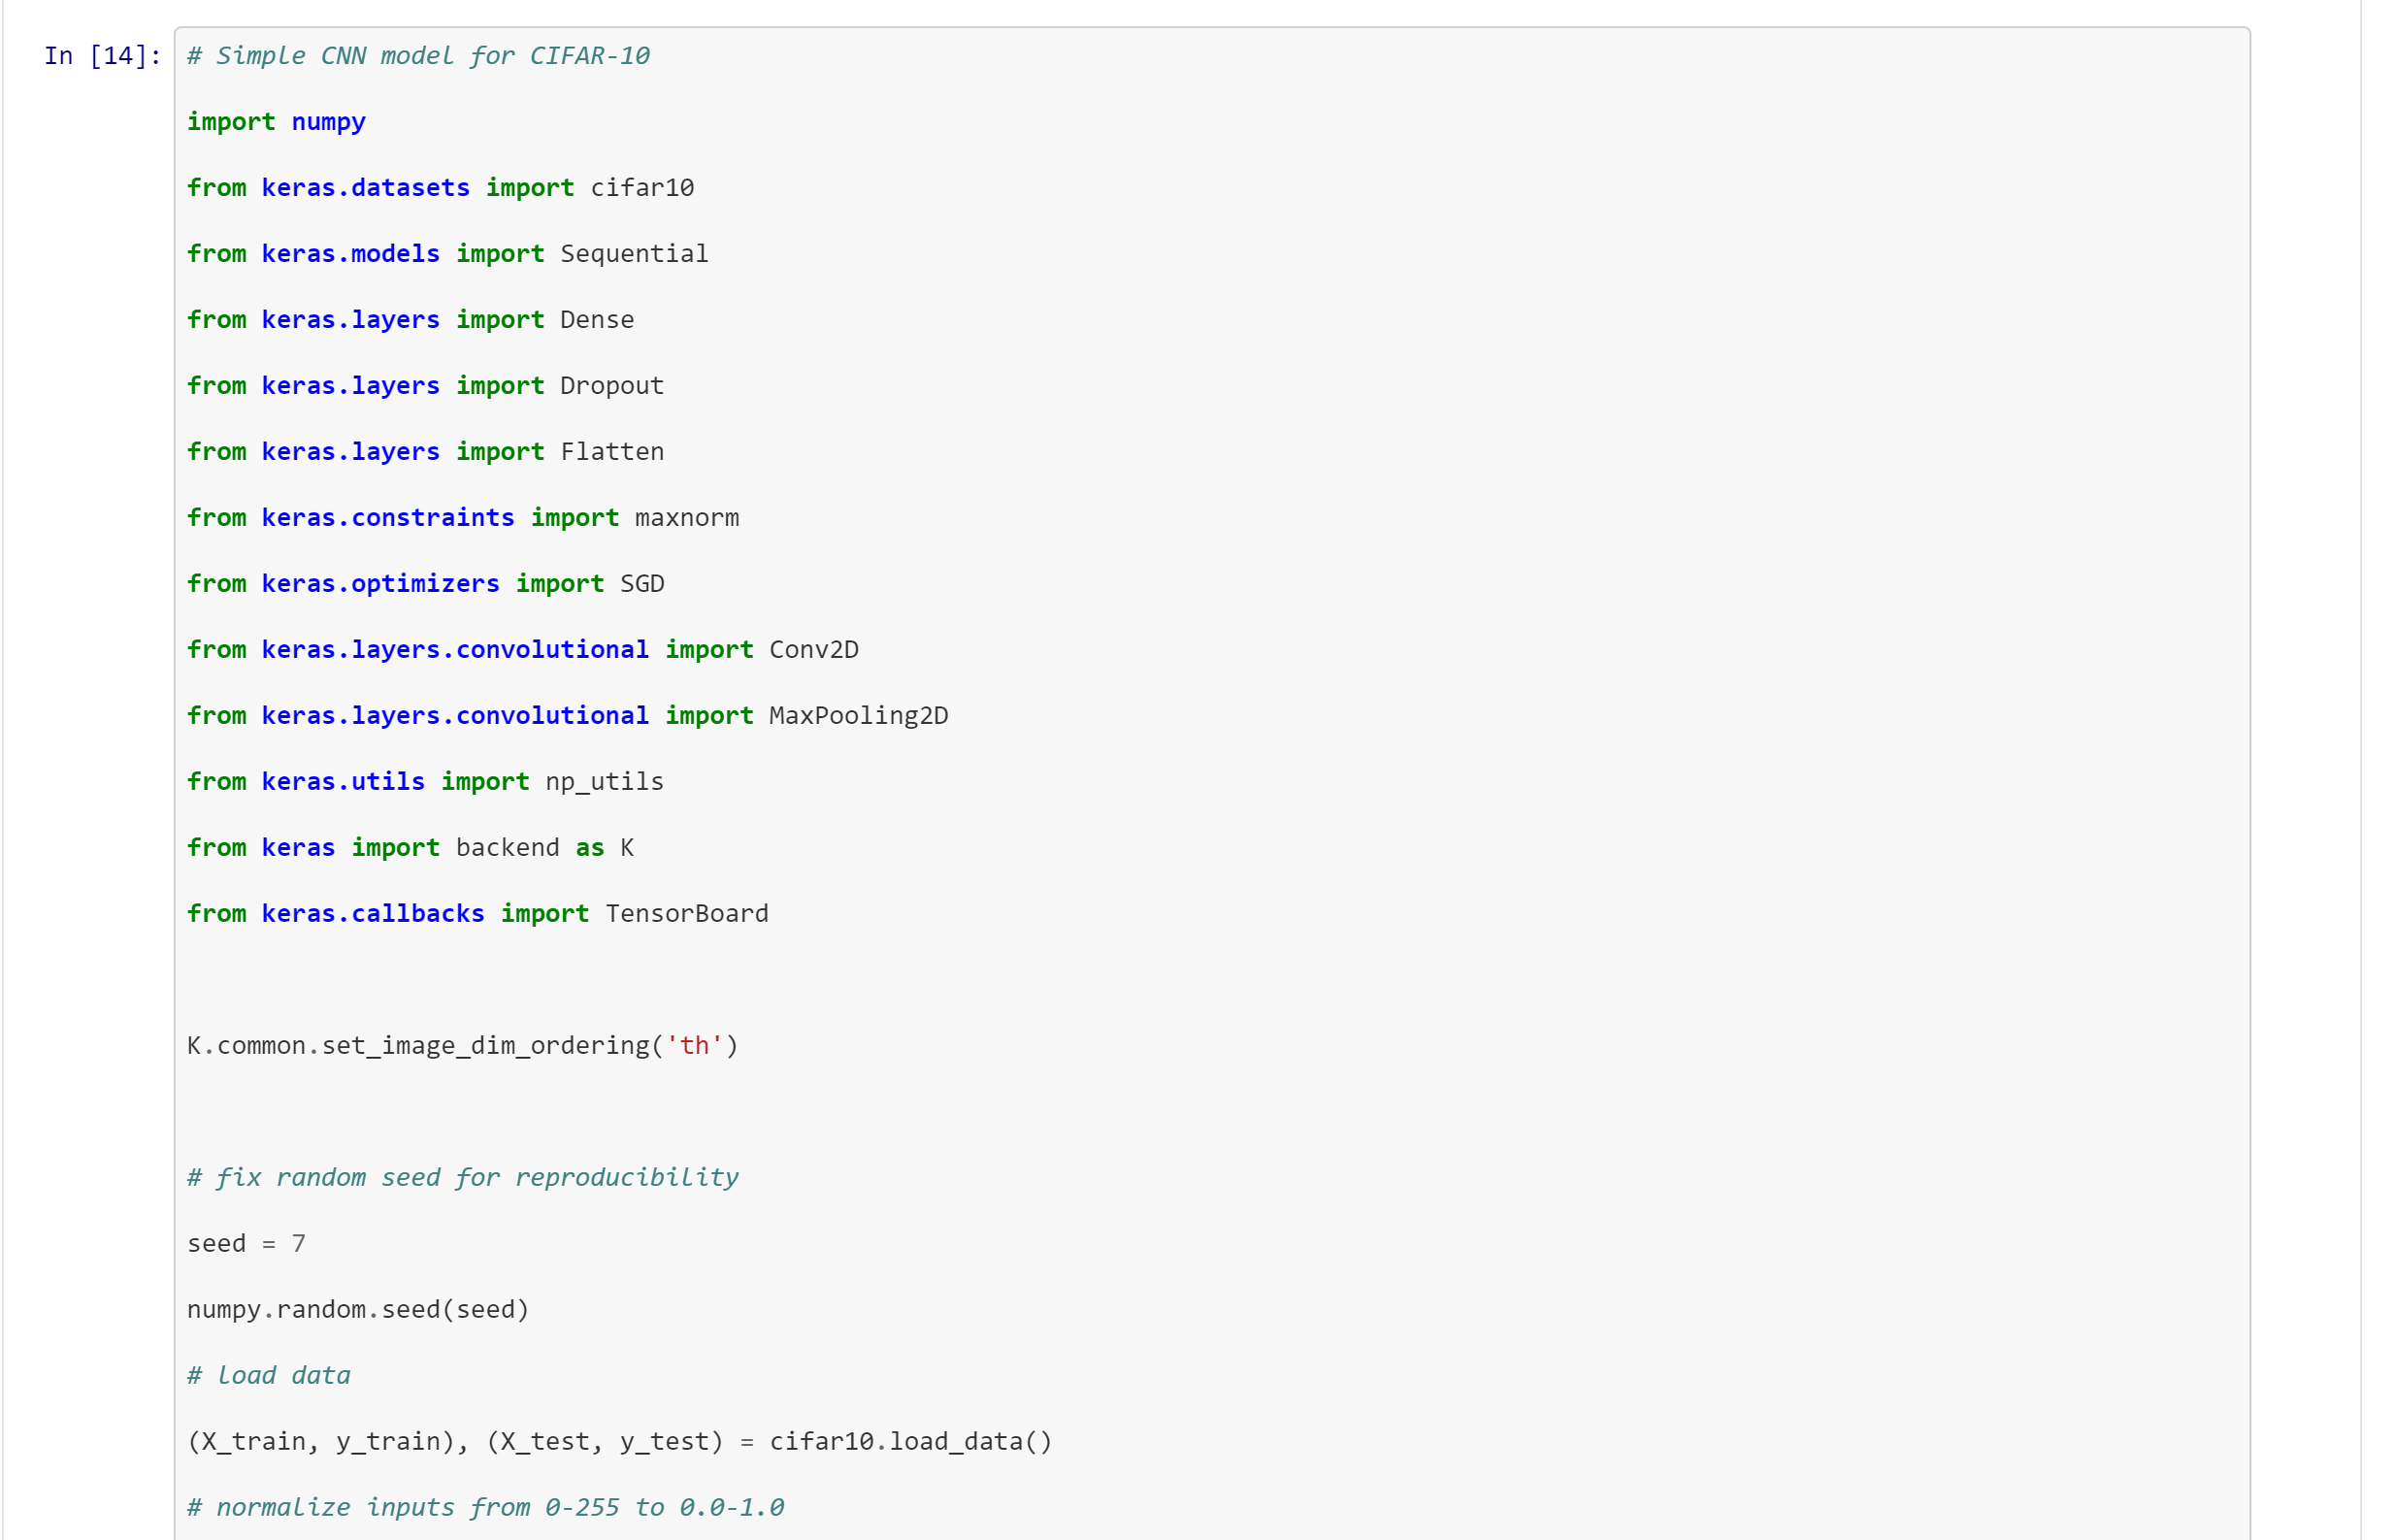 In [14]: # Simple CNN model for CIFAR-10
import numpy
from keras.datasets import cifar10
from keras.models import Sequential
from keras.layers import Dense
from keras.layers import Dropout
from keras.layers import Flatten
from keras.constraints import maxnorm
from keras.optimizers import SGD
from keras.layers.convolutional import Conv2D
from keras.layers.convolutional import MaxPooling2D
from keras.utils import np_utils
from keras import backend as K
from keras.callbacks import TensorBoard
K.common.set_image_dim_ordering('th')
# fix random seed for reproducibility
seed = 7
numpy.random.seed(seed)
# load data
(X_train, y_train), (X_test, y_test) = cifar10.load_data()
# normalize inputs from 0-255 to 0.0-1.0